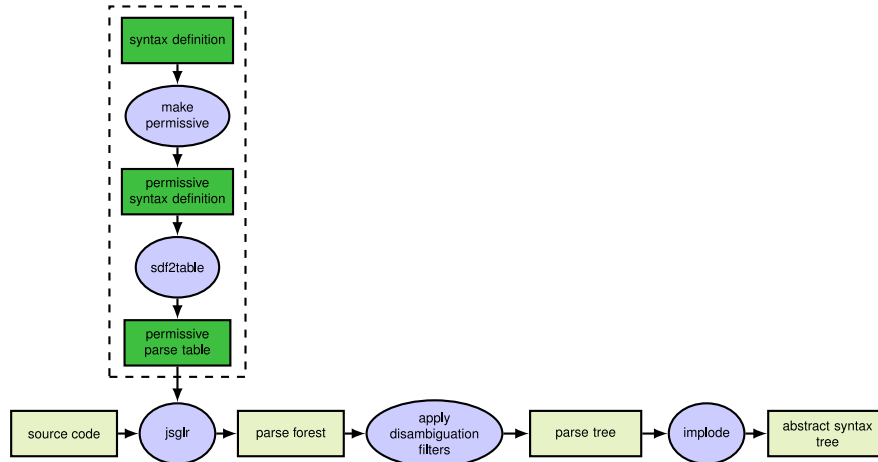 syntax definition
make
permissive
permissive
syntax definition
sdf2table
permissive
parse table
source code
jsglr
parse forest
apply
disambiguation
filters
parse tree
implode
abstract syntax
tree